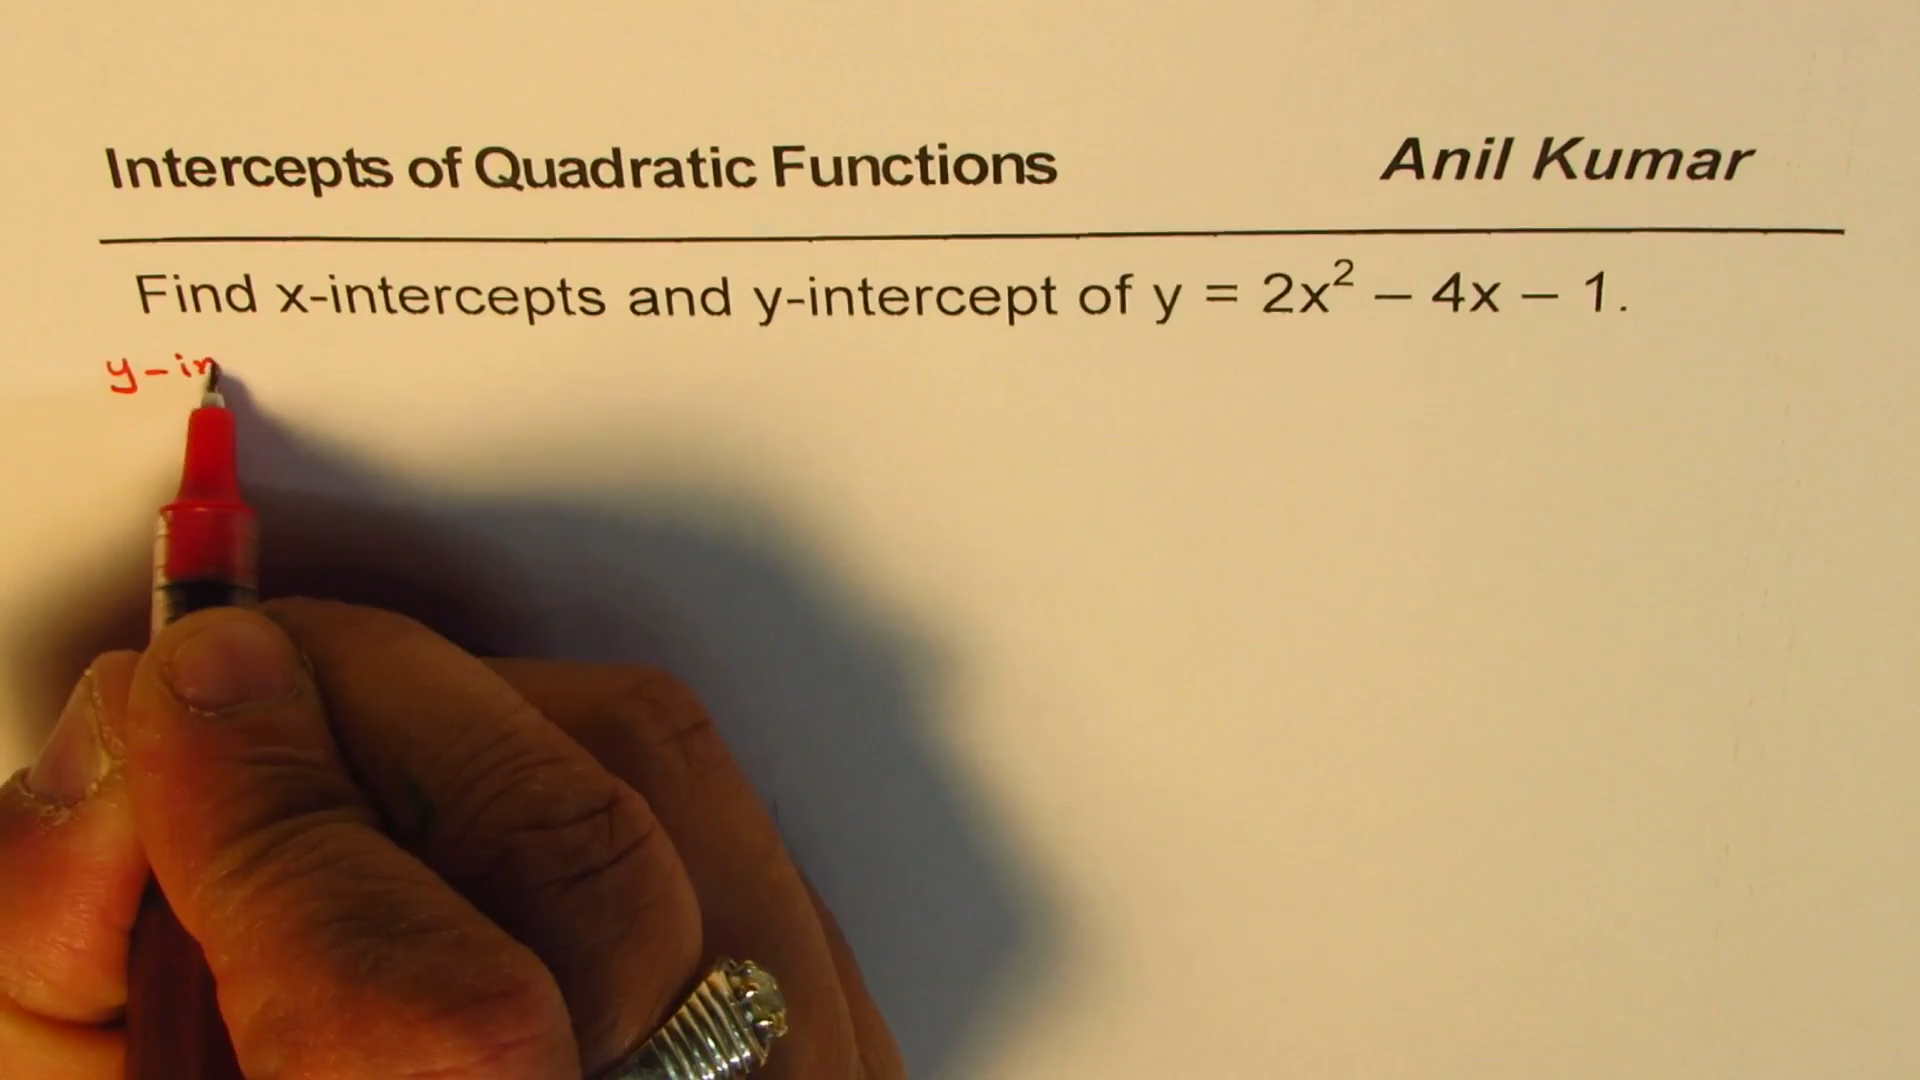 Intercepts of Quadratic Functions Anil Kumar
Find x-intercepts and y-intercept of y = 2x² – 4x – 1.
y-in